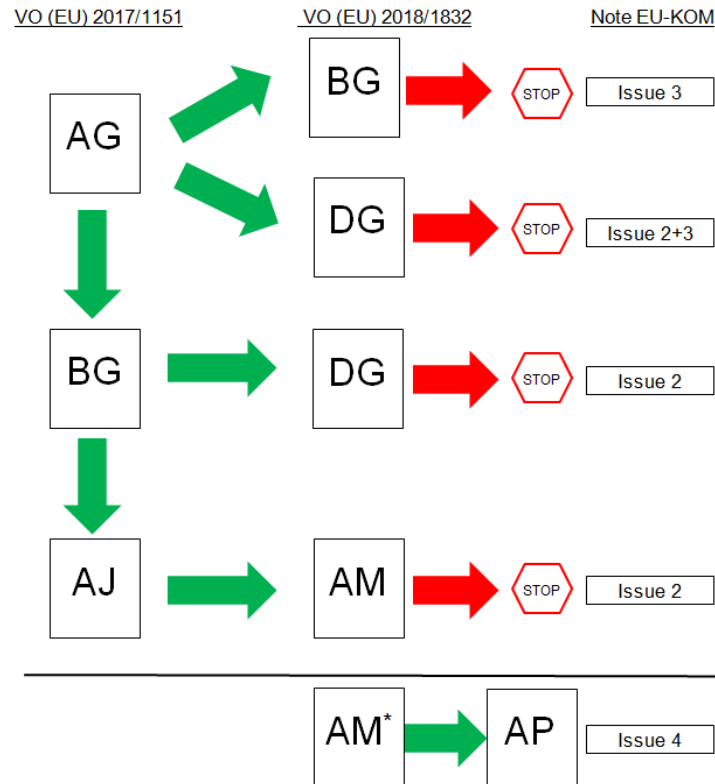 VO (EU) 2017/1151 VO (EU) 2018/1832 Note EU-KOM
BG STOP Issue 3
AG
DG STOP Issue 2+3
BG DG STOP Issue 2
AJ AM STOP Issue 2
AM* AP Issue 4